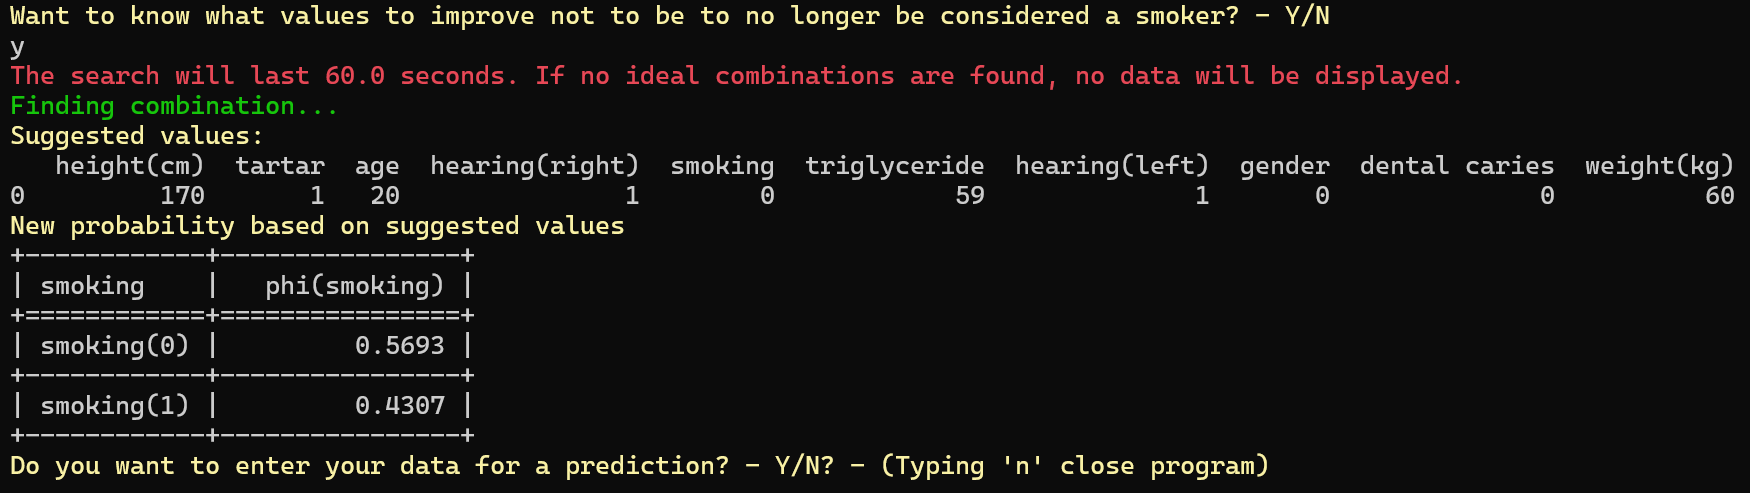 Want to know what values to improve not to be to no longer be considered a smoker? - Y/N
y
The search will last 60.0 seconds. If no ideal combinations are found, no data will be displayed.
Finding combination...
Suggested values:
   height(cm)  tartar  age  hearing(right)  smoking  triglyceride  hearing(left)  gender  dental caries  weight(kg)
0         170       1   20               1        0            59              1       0              0          60
New probability based on suggested values
+------------+----------------+
| smoking    |   phi(smoking) |
+============+================+
| smoking(0) |         0.5693 |
+------------+----------------+
| smoking(1) |         0.4307 |
+------------+----------------+
Do you want to enter your data for a prediction? - Y/N? - (Typing 'n' close program)